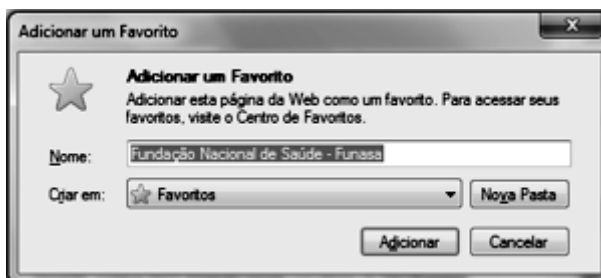 Adicionar um Favorito
Adicionar um Favorito
Adicionar esta página da Web como um favorito. Para acessar seus
favoritos, visite o Centro de Favoritos.
Nome: Fundação Nacional de Saúde - Funasa
Criar em: Favoritos Nova Pasta
Adicionar Cancelar